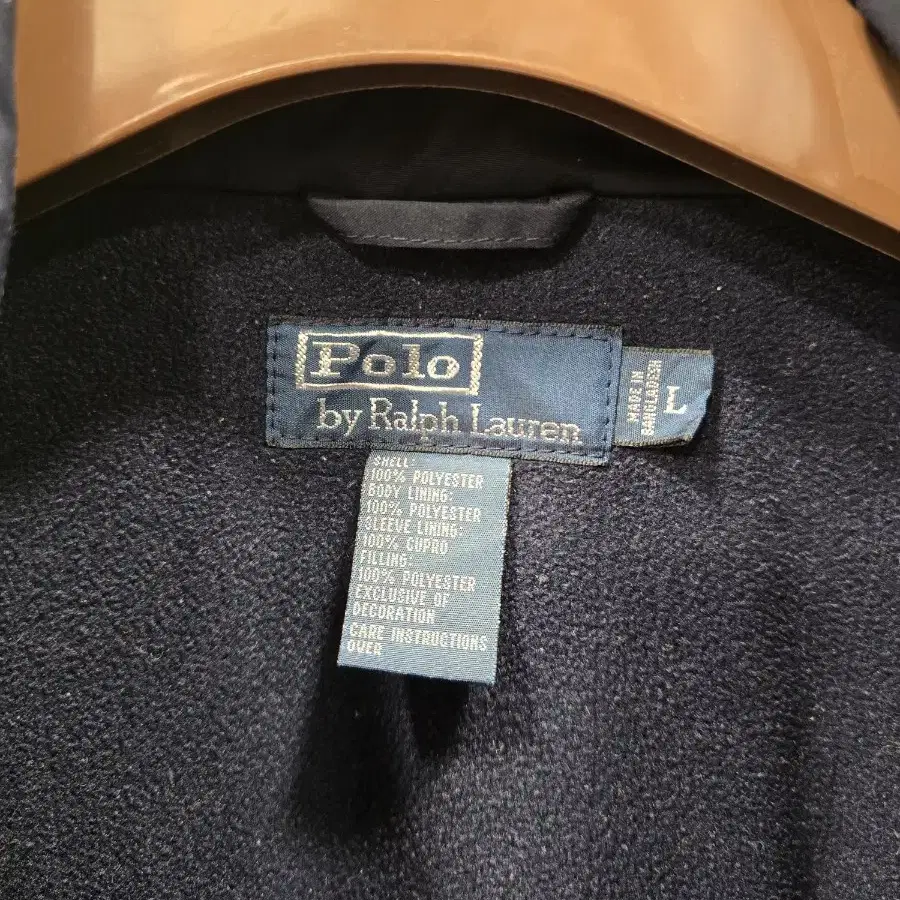 Polo
by Ralph Lauren
MADE IN
BANGLADESH
L
SHELL:
100% POLYESTER
BODY LINING:
100% POLYESTER
SLEEVE LINING:
100% CUPRO
FILLING:
100% POLYESTER
EXCLUSIVE OF
DECORATION
CARE INSTRUCTIONS
OVER